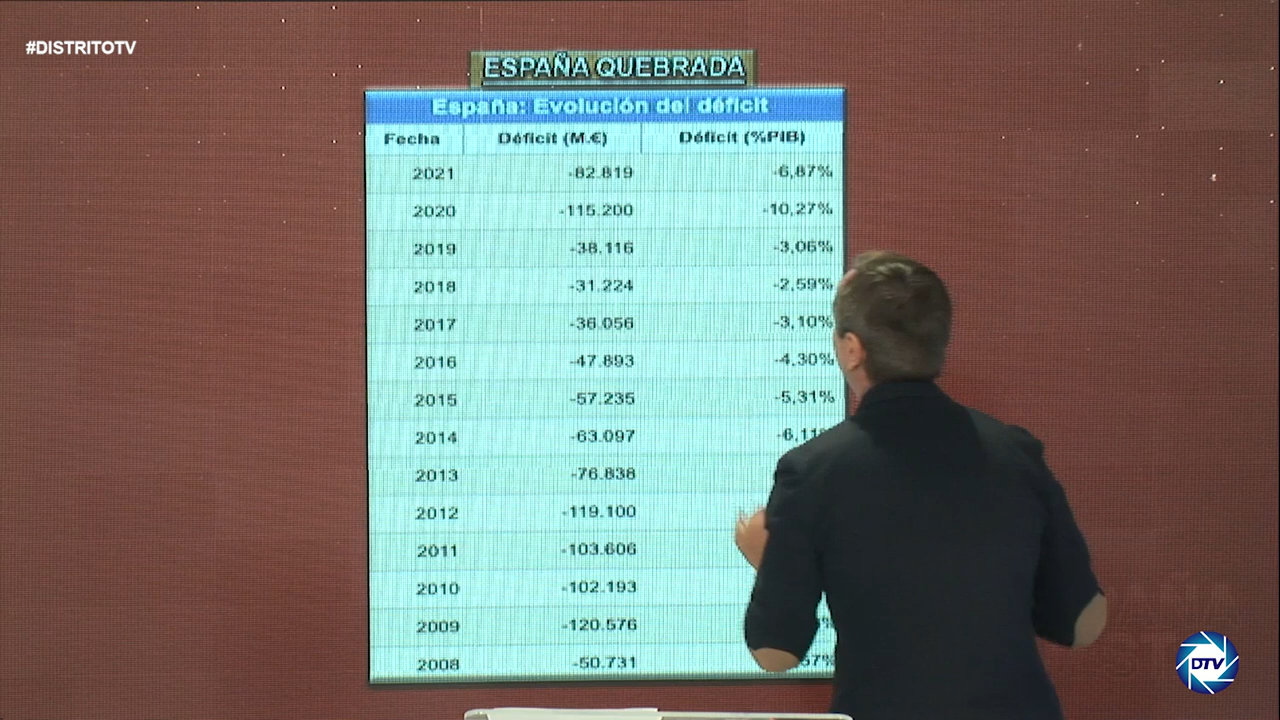 #DISTRITOTV
ESPAÑA QUEBRADA
España: Evolución del déficit
Fecha Déficit (M.€) Déficit (%PIB)
2021 -82.819 -6,87%
2020 -115.200 -10,27%
2019 -38.116 -3,06%
2018 -31.224 -2,59%
2017 -36.056 -3,10%
2016 -47.893 -4,30%
2015 -57.235 -5,31%
2014 -63.097 -6,11%
2013 -76.838
2012 -119.100
2011 -103.606
2010 -102.193
2009 -120.576
2008 -50.731 57%
DTV